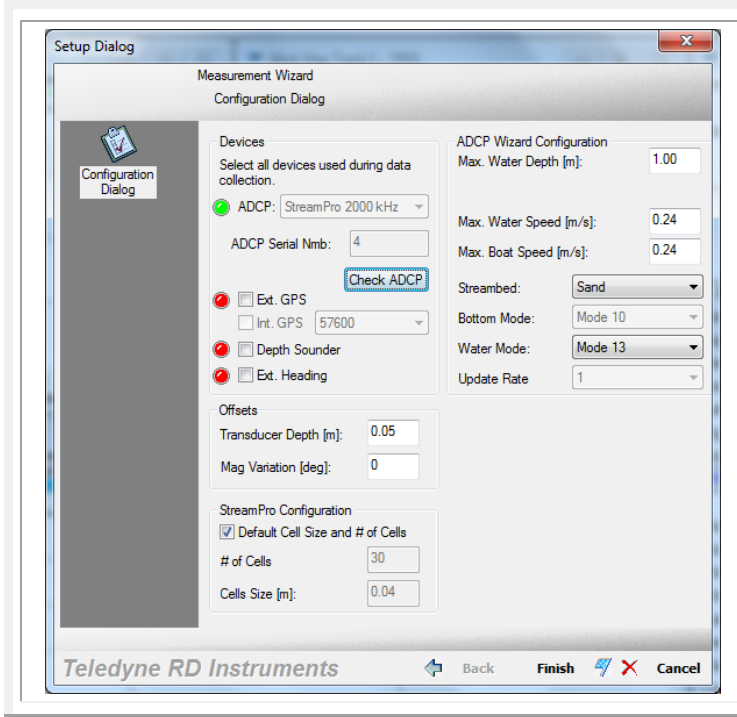 Setup Dialog
Measurement Wizard
Configuration Dialog
Configuration
Dialog
Devices
Select all devices used during data
collection.
ADCP: StreamPro 2000 kHz
ADCP Serial Nmb: 4
Check ADCP
Ext. GPS
Int. GPS 57600
Depth Sounder
Ext. Heading
Offsets
Transducer Depth [m]: 0.05
Mag Variation [deg]: 0
StreamPro Configuration
Default Cell Size and # of Cells
# of Cells 30
Cells Size [m]: 0.04
ADCP Wizard Configuration
Max. Water Depth [m]: 1.00
Max. Water Speed [m/s]: 0.24
Max. Boat Speed [m/s]: 0.24
Streambed: Sand
Bottom Mode: Mode 10
Water Mode: Mode 13
Update Rate 1
Teledyne RD Instruments
Back Finish Cancel